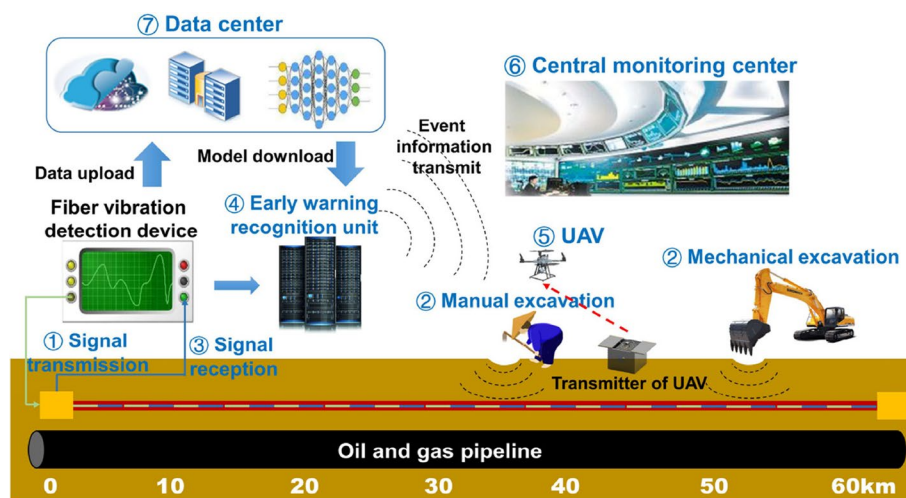 ⑦ Data center
⑥ Central monitoring center
Data upload
Model download
Event
information
transmit
Fiber vibration
detection device
④ Early warning
recognition unit
⑤ UAV
② Manual excavation
② Mechanical excavation
① Signal
transmission
③ Signal
reception
Transmitter of UAV
Oil and gas pipeline
0 10 20 30 40 50 60km